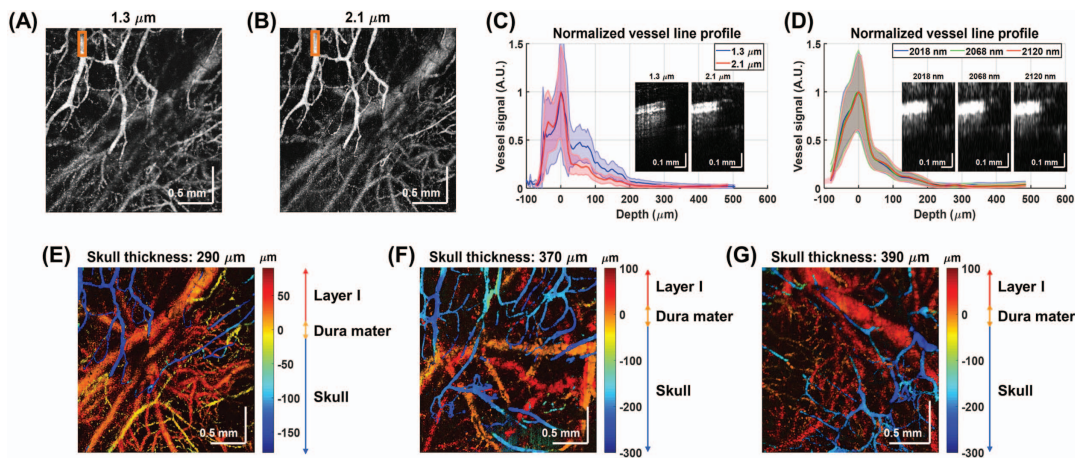 (A) 1.3 μm
0.5 mm
(B) 2.1 μm
0.5 mm
(C) Normalized vessel line profile
Vessel signal (A.U.)
1.5
1
0.5
0
1.3 μm
2.1 μm
1.3 μm 2.1 μm
0.1 mm 0.1 mm
-100 0 100 200 300 400 500 600
Depth (μm)
(D) Normalized vessel line profile
Vessel signal (A.U.)
1.5
1
0.5
0
2018 nm
2068 nm
2120 nm
2018 nm 2068 nm 2120 nm
0.1 mm
-100 0 100 200 300 400 500 600
Depth (μm)
(E) Skull thickness: 290 μm
0.5 mm
μm
50
0
-50
-100
-150
Layer I
Dura mater
Skull
(F) Skull thickness: 370 μm
0.5 mm
μm
100
0
-100
-200
-300
Layer I
Dura mater
Skull
(G) Skull thickness: 390 μm
0.5 mm
μm
100
0
-100
-200
-300
Layer I
Dura mater
Skull